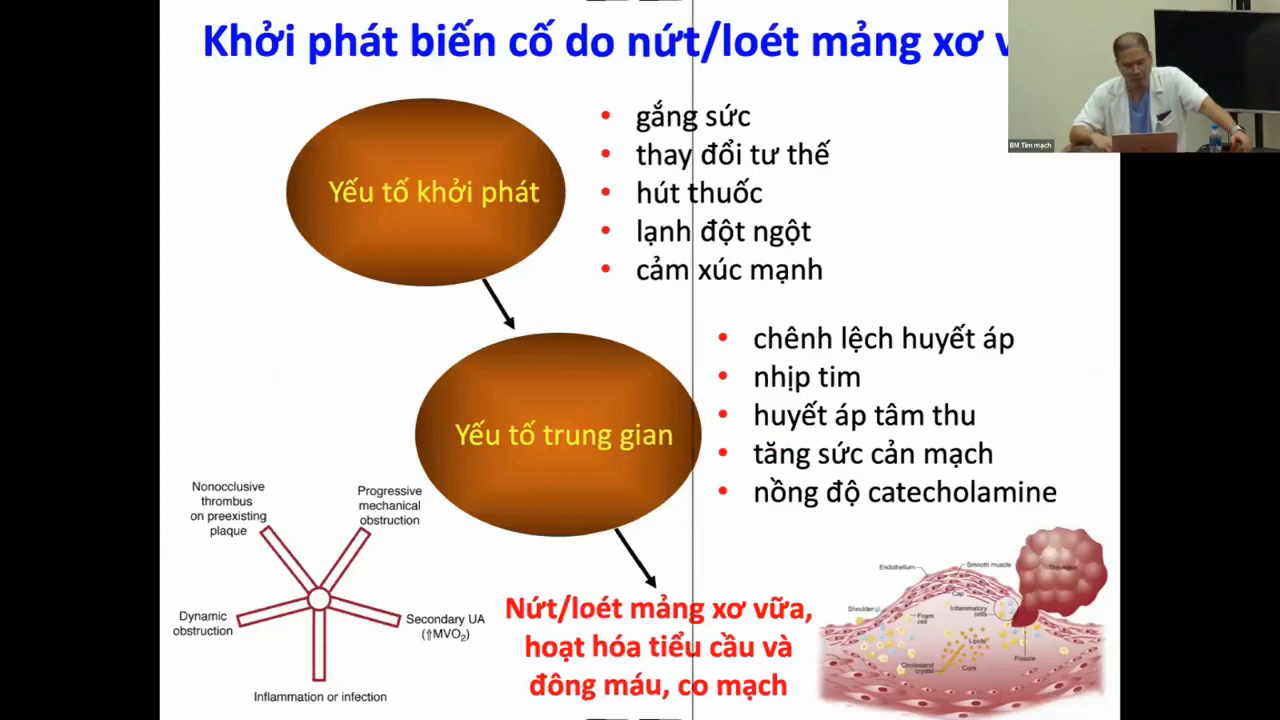 Khởi phát biến cố do nứt/loét mảng xơ
BM Tim mạch
Yếu tố khởi phát
• gắng sức
• thay đổi tư thế
• hút thuốc
• lạnh đột ngột
• cảm xúc mạnh
Yếu tố trung gian
• chênh lệch huyết áp
• nhịp tim
• huyết áp tâm thu
• tăng sức cản mạch
• nồng độ catecholamine
Nứt/loét mảng xơ vữa,
hoạt hóa tiểu cầu và
đông máu, co mạch
Nonocclusive
thrombus
on preexisting
plaque
Progressive
mechanical
obstruction
Dynamic
obstruction
Secondary UA
(⇑MVO₂)
Inflammation or infection
Endothelium
Smooth muscle
Thrombus
Cap
Shoulder
Inflammatory
cells
Foam
cell
Lipids
Fissure
Cholesterol
crystal
Core